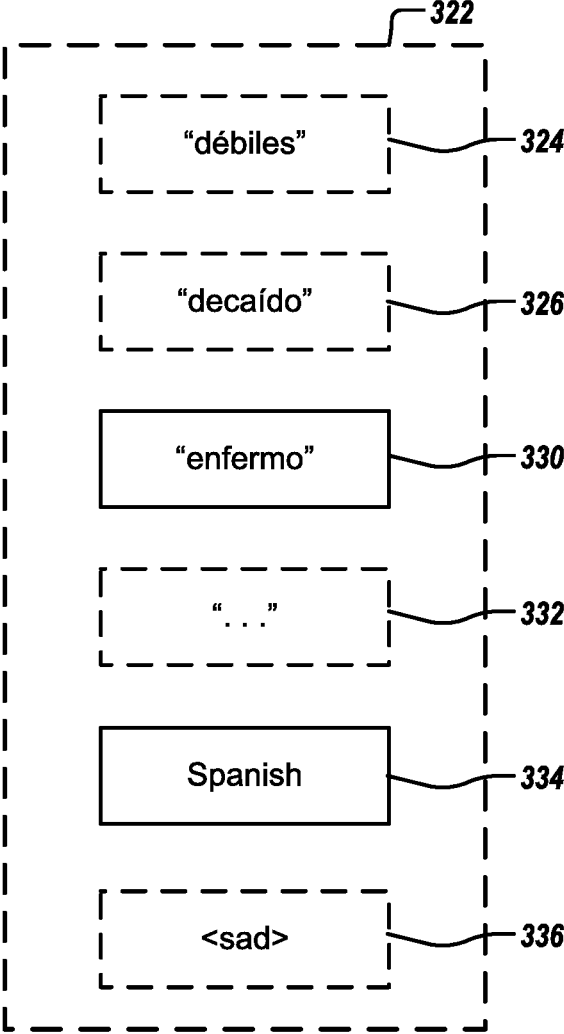 322
“débiles” 324
“decaído” 326
“enfermo” 330
“. . .” 332
Spanish 334
<sad> 336